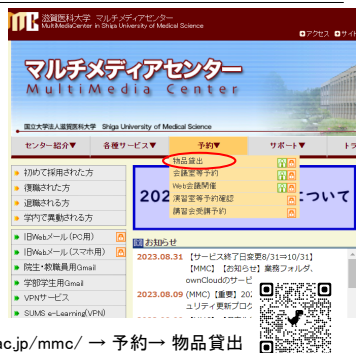 滋賀医科大学 マルチメディアセンター
MultiMediaCenter in Shiga University of Medical Science
アクセス
サイ
マルチメディアセンター
Multimedia Center
国立大学法人滋賀医科大学 Shiga University of Medical Science
センター紹介▼ 各種サービス▼ 予約▼ サポート▼ トラ
物品貸出
会議室等予約
Web会議開催
演習室等予約確認
講習会受講予約
初めて採用された方
復職された方
退職される方
学内で異動される方
202
ついて
旧Webメール(PC用)
旧Webメール(スマホ用)
院生・教職員用Gmail
学部学生用Gmail
VPNサービス
SUMS e-Learning(VPN)
お知らせ
2023.08.31 【サービス終了日変更8/31⇒10/31】
【MMC】【お知らせ】業務フォルダ、
ownCloudのサービ
2023.08.09 (MMC)【重要】202
ュリティ更新プログ
ac.jp/mmc/ → 予約→ 物品貸出